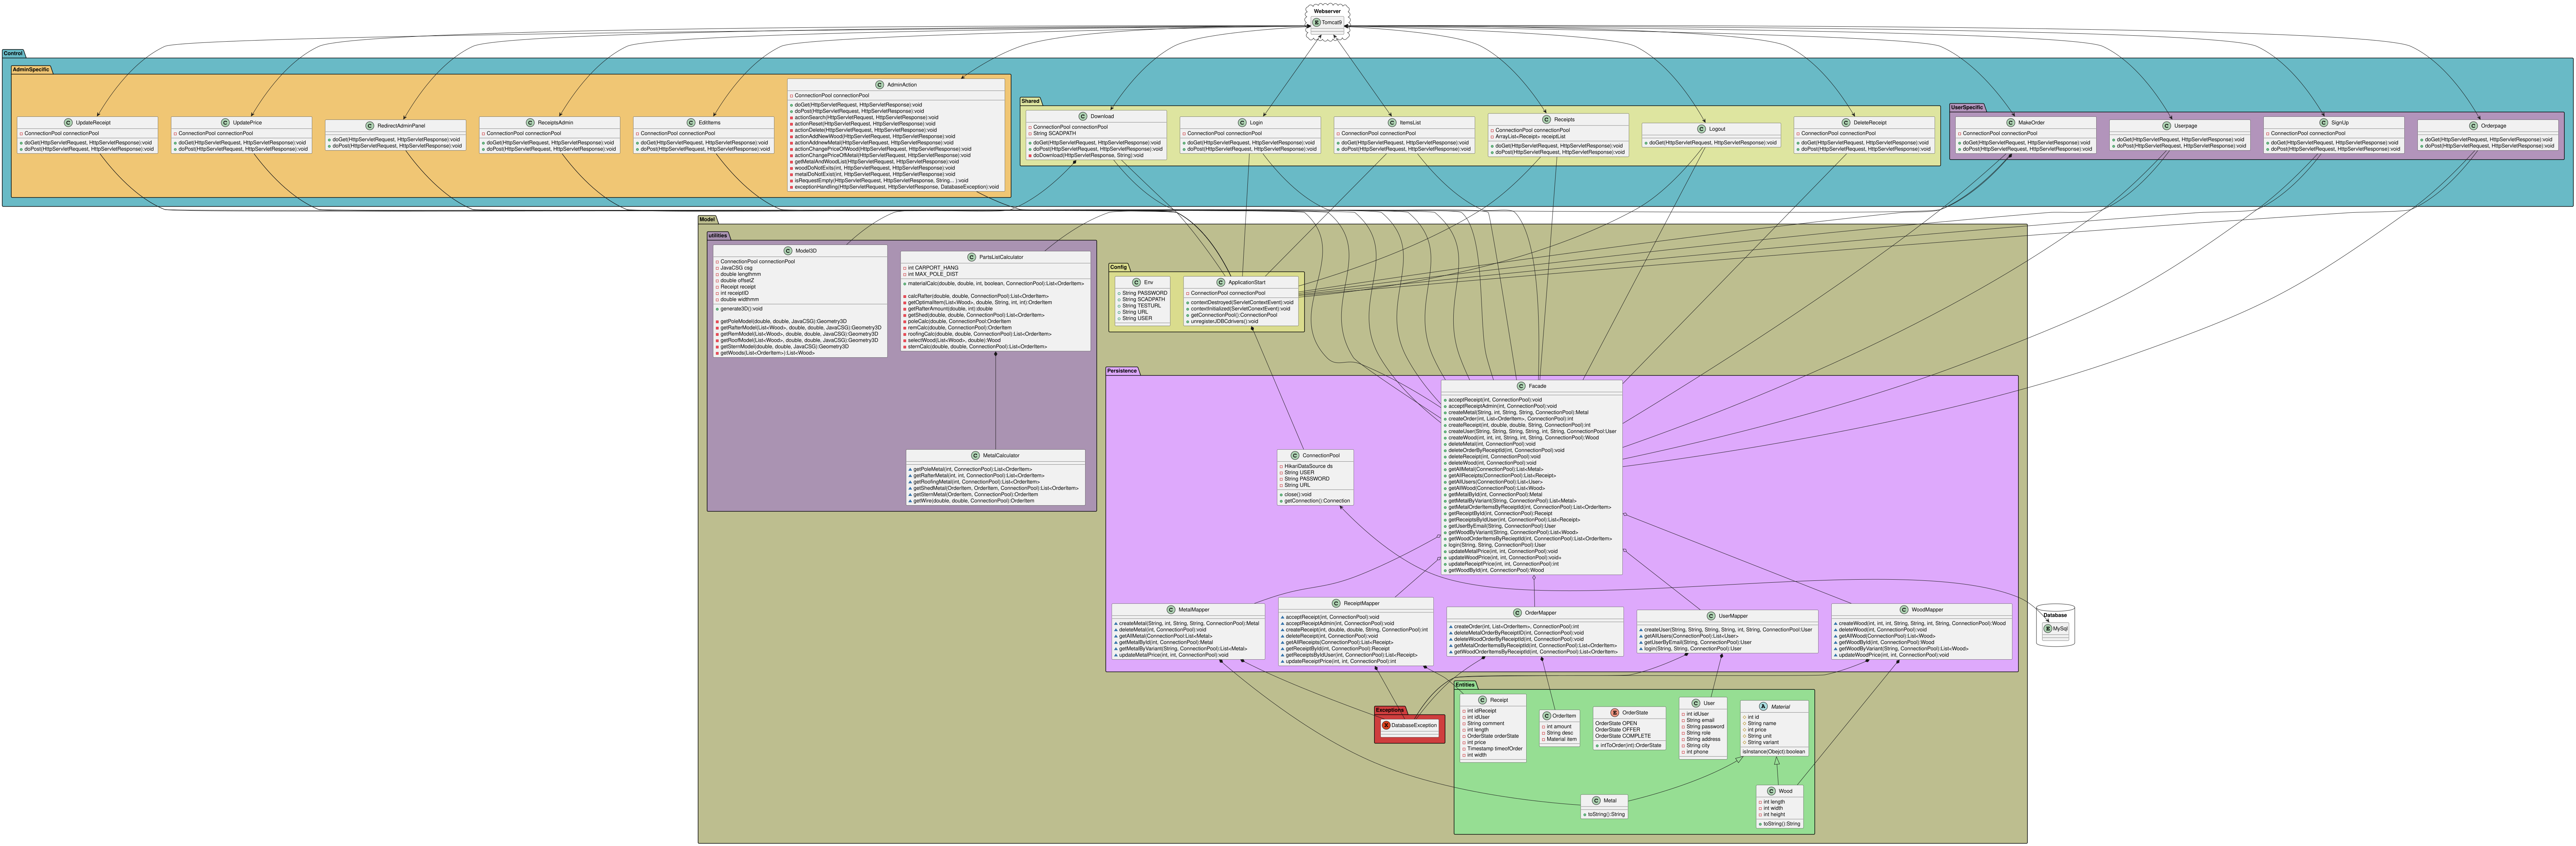 Webserver
E Tomcat9
Control
AdminSpecific
C UpdateReceipt
ConnectionPool connectionPool
doGet(HttpServletRequest, HttpServletResponse):void
doPost(HttpServletRequest, HttpServletResponse):void
C UpdatePrice
ConnectionPool connectionPool
doGet(HttpServletRequest, HttpServletResponse):void
doPost(HttpServletRequest, HttpServletResponse):void
C RedirectAdminPanel
doGet(HttpServletRequest, HttpServletResponse):void
doPost(HttpServletRequest, HttpServletResponse):void
C ReceiptsAdmin
ConnectionPool connectionPool
doGet(HttpServletRequest, HttpServletResponse):void
doPost(HttpServletRequest, HttpServletResponse):void
C EditItems
ConnectionPool connectionPool
doGet(HttpServletRequest, HttpServletResponse):void
doPost(HttpServletRequest, HttpServletResponse):void
C AdminAction
ConnectionPool connectionPool
doGet(HttpServletRequest, HttpServletResponse):void
doPost(HttpServletRequest, HttpServletResponse):void
actionSearch(HttpServletRequest, HttpServletResponse):void
actionReset(HttpServletRequest, HttpServletResponse):void
actionDelete(HttpServletRequest, HttpServletResponse):void
actionAddNewWood(HttpServletRequest, HttpServletResponse):void
actionAddnewMetal(HttpServletRequest, HttpServletResponse):void
actionChangePriceOfWood(HttpServletRequest, HttpServletResponse):void
actionChangePriceOfMetal(HttpServletRequest, HttpServletResponse):void
getMetalAndWoodList(HttpServletRequest, HttpServletResponse):void
woodDoNotExits(int, HttpServletRequest, HttpServletResponse):void
metalDoNotExist(int, HttpServletRequest, HttpServletResponse):void
isRequestEmpty(HttpServletRequest, HttpServletResponse, String... ):void
exceptionHandling(HttpServletRequest, HttpServletResponse, DatabaseException):void
Shared
C Download
ConnectionPool connectionPool
String SCADPATH
doGet(HttpServletRequest, HttpServletResponse):void
doPost(HttpServletRequest, HttpServletResponse):void
doDownload(HttpServletResponse, String):void
C Login
ConnectionPool connectionPool
doGet(HttpServletRequest, HttpServletResponse):void
doPost(HttpServletRequest, HttpServletResponse):void
C ItemsList
ConnectionPool connectionPool
doGet(HttpServletRequest, HttpServletResponse):void
doPost(HttpServletRequest, HttpServletResponse):void
C Receipts
ConnectionPool connectionPool
ArrayList<Receipt> receiptList
doGet(HttpServletRequest, HttpServletResponse):void
doPost(HttpServletRequest, HttpServletResponse):void
C Logout
doGet(HttpServletRequest, HttpServletResponse):void
C DeleteReceipt
ConnectionPool connectionPool
doGet(HttpServletRequest, HttpServletResponse):void
doPost(HttpServletRequest, HttpServletResponse):void
UserSpecific
C MakeOrder
ConnectionPool connectionPool
doGet(HttpServletRequest, HttpServletResponse):void
doPost(HttpServletRequest, HttpServletResponse):void
C Userpage
doGet(HttpServletRequest, HttpServletResponse):void
doPost(HttpServletRequest, HttpServletResponse):void
C SignUp
ConnectionPool connectionPool
doGet(HttpServletRequest, HttpServletResponse):void
doPost(HttpServletRequest, HttpServletResponse):void
C Orderpage
doGet(HttpServletRequest, HttpServletResponse):void
doPost(HttpServletRequest, HttpServletResponse):void
Model
utilities
C Model3D
ConnectionPool connectionPool
JavaCSG csg
double lengthmm
double offsetZ
Receipt receipt
int receiptID
double widthmm
generate3D():void
getPoleModel(double, double, JavaCSG):Geometry3D
getRafterModel(List<Wood>, double, double, JavaCSG):Geometry3D
getRemModel(List<Wood>, double, double, JavaCSG):Geometry3D
getRoofModel(List<Wood>, double, double, JavaCSG):Geometry3D
getSternModel(double, double, JavaCSG):Geometry3D
getWoods(List<OrderItem>):List<Wood>
C PartsListCalculator
int CARPORT_HANG
int MAX_POLE_DIST
materialCalc(double, double, int, boolean, ConnectionPool):List<OrderItem>
calcRafter(double, double, ConnectionPool):List<OrderItem>
getOptimalItem(List<Wood>, double, String, int, int):OrderItem
getRafterAmount(double, int):double
getShed(double, double, ConnectionPool):List<OrderItem>
poleCalc(double, ConnectionPool:OrderItem
remCalc(double, ConnectionPool):OrderItem
roofingCalc(double, double, ConnectionPool):List<OrderItem>
selectWood(List<Wood>, double):Wood
sternCalc(double, double, ConnectionPool):List<OrderItem>
C MetalCalculator
getPoleMetal(int, ConnectionPool):List<OrderItem>
getRafterMetal(int, int, ConnectionPool):List<OrderItem>
getRoofingMetal(int, ConnectionPool):List<OrderItem>
getShedMetal(OrderItem, OrderItem, ConnectionPool):List<OrderItem>
getSternMetal(OrderItem, ConnectionPool):OrderItem
getWire(double, double, ConnectionPool):OrderItem
Config
C Env
String PASSWORD
String SCADPATH
String TESTURL
String URL
String USER
C ApplicationStart
ConnectionPool connectionPool
contextDestroyed(ServletContextEvent):void
contextInitialized(ServletConextEvent):void
getConnectionPool():ConnectionPool
unregisterJDBCdrivers():void
Persistence
C Facade
acceptReceipt(int, ConnectionPool):void
acceptReceiptAdmin(int, ConnectionPool):void
createMetal(String, int, String, String, ConnectionPool):Metal
createOrder(int, List<OrderItem>, ConnectionPool):int
createReceipt(int, double, double, String, ConnectionPool):int
createUser(String, String, String, String, int, String, ConnectionPool:User
createWood(int, int, int, String, int, String, ConnectionPool):Wood
deleteMetal(int, ConnectionPool):void
deleteOrderByReceiptId(int, ConnectionPool):void
deleteReceipt(int, ConnectionPool):void
deleteWood(int, ConnectionPool):void
getAllMetal(ConnectionPool):List<Metal>
getAllReceipts(ConnectionPool):List<Receipt>
getAllUsers(ConnectionPool):List<User>
getAllWood(ConnectionPool):List<Wood>
getMetalById(int, ConnectionPool):Metal
getMetalByVariant(String, ConnectionPool):List<Metal>
getMetalOrderItemsByReceiptId(int, ConnectionPool):List<OrderItem>
getReceiptById(int, ConnectionPool):Receipt
getReceiptsByIdUser(int, ConnectionPool):List<Receipt>
getUserByEmail(String, ConnectionPool):User
getWoodByVariant(String, ConnectionPool):List<Wood>
getWoodOrderItemsByRecieptId(int, ConnectionPool):List<OrderItem>
login(String, String, ConnectionPool):User
updateMetalPrice(int, int, ConnectionPool):void
updateWoodPrice(int, int, ConnectionPool):void>
updateReceiptPrice(int, int, ConnectionPool):int
getWoodById(int, ConnectionPool):Wood
C ConnectionPool
HikariDataSource ds
String USER
String PASSWORD
String URL
close():void
getConnection():Connection
C MetalMapper
createMetal(String, int, String, String, ConnectionPool):Metal
deleteMetal(int, ConnectionPool):void
getAllMetal(ConnectionPool:List<Metal>
getMetalById(int, ConnectionPool):Metal
getMetalByVariant(String, ConnectionPool):List<Metal>
updateMetalPrice(int, int, ConnectionPool):void
C ReceiptMapper
acceptReceipt(int, ConnectionPool):void
acceptReceiptAdmin(int, ConnectionPool):void
createReceipt(int, double, double, String, ConnectionPool):int
deleteReceipt(int, ConnectionPool):void
getAllReceipts(ConnectionPool):List<Receipt>
getReceiptById(int, ConnectionPool):Receipt
getReceiptsByIdUser(int, ConnectionPool):List<Receipt>
updateReceiptPrice(int, int, ConnectionPool):int
C OrderMapper
createOrder(int, List<OrderItem>, ConnectionPool):int
deleteMetalOrderByReceiptID(int, ConnectionPool):void
deleteWoodOrderByReceiptId(int, ConnectionPool):void
getMetalOrderItemsByReceiptId(int, ConnectionPool):List<OrderItem>
getWoodOrderItemsByReceiptId(int, ConnectionPool):List<OrderItem>
C UserMapper
createUser(String, String, String, String, int, String, ConnectionPool:User
getAllUsers(ConnectionPool):List<User>
getUserByEmail(String, ConnectionPool):User
login(String, String, ConnectionPool):User
C WoodMapper
createWood(int, int, int, String, String, int, String, ConnectionPool):Wood
deleteWood(int, ConnectionPool):void
getAllWood(ConnectionPool):List<Wood>
getWoodById(int, ConnectionPool):Wood
getWoodByVariant(String, ConnectionPool):List<Wood>
updateWoodPrice(int, int, ConnectionPool):void
Database
E MySql
Exceptions
X DatabaseException
Entities
C Receipt
int idReceipt
int idUser
String comment
int length
OrderState orderState
int price
Timestamp timeofOrder
int width
C OrderItem
int amount
String desc
Material item
E OrderState
OrderState OPEN
OrderState OFFER
OrderState COMPLETE
intToOrder(int):OrderState
C User
int idUser
String email
String password
String role
String address
String city
int phone
A Material
int id
String name
int price
String unit
String variant
isInstance(Obejct):boolean
C Metal
toString():String
C Wood
int length
int width
int height
toString():String